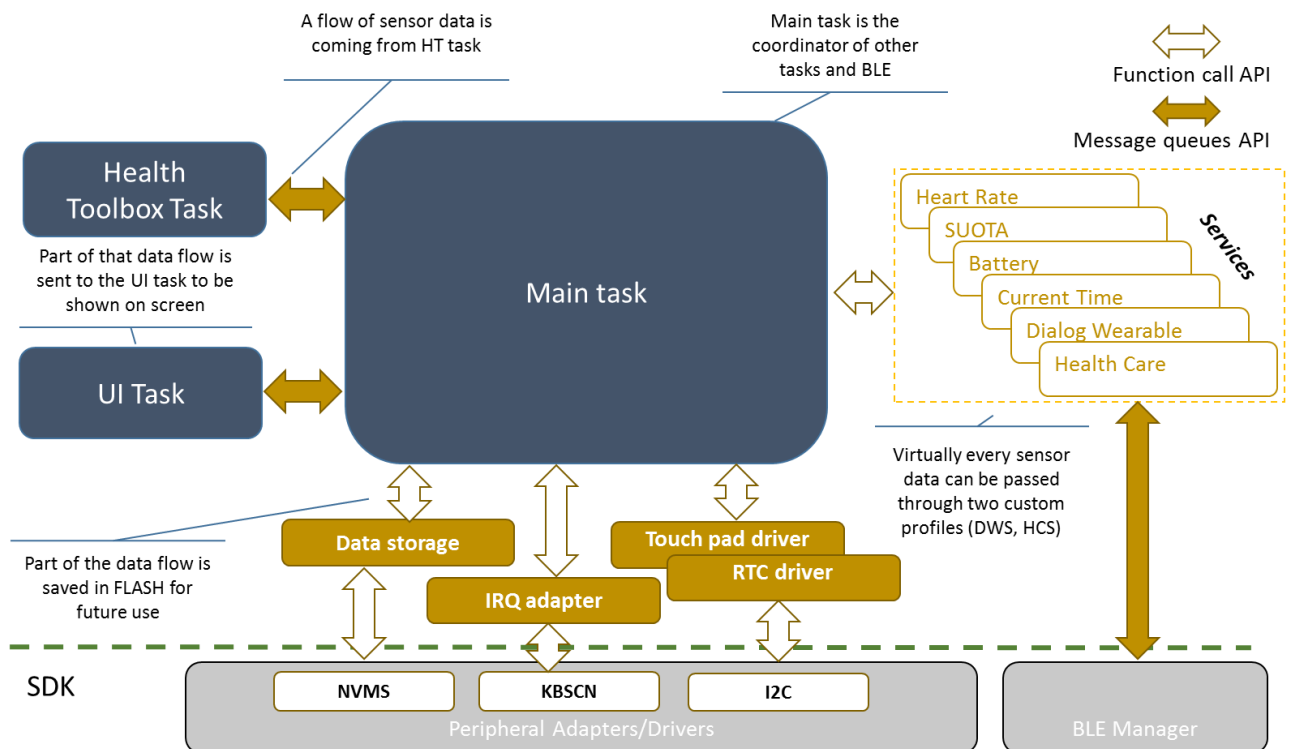 A flow of sensor data is
coming from HT task
Main task is the
coordinator of other
tasks and BLE
Function call API
Message queues API
Health
Toolbox Task
Part of that data flow is
sent to the UI task to be
shown on screen
UI Task
Main task
Heart Rate
SUOTA
Battery
Current Time
Dialog Wearable
Health Care
Services
Virtually every sensor
data can be passed
through two custom
profiles (DWS, HCS)
Part of the data flow is
saved in FLASH for
future use
Data storage
IRQ adapter
Touch pad driver
RTC driver
SDK
NVMS
KBSCN
I2C
Peripheral Adapters/Drivers
BLE Manager